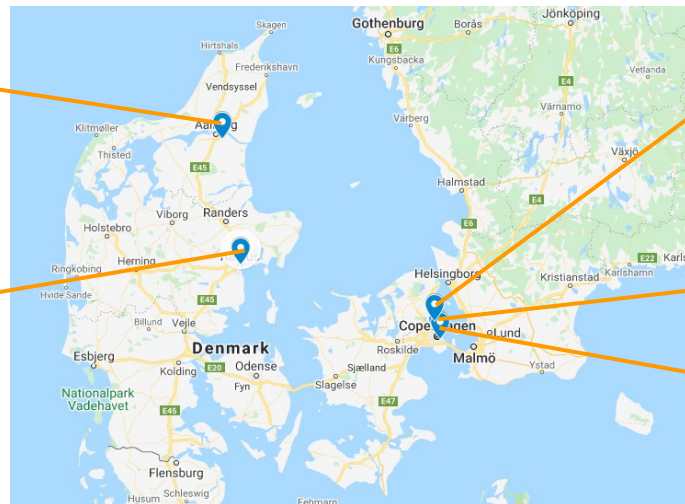 Skagen
Gothenburg
Borås
Jönköping
Hirtshals
E6
Kungsbacka
Frederikshavn
E4
Vetlanda
Vendsyssel
Värnamo
Klitmøller
Varberg
Thisted
Växjö
E45
Halmstad
E4
Viborg
Randers
E6
Holstebro
E22
Karlshamn
Herning
Helsingborg
Kristianstad
Ringkobing
Hvide Sande
E45
Billund
Vejle
Copenhagen
Lund
Denmark
Roskilde
Malmö
Esbjerg
Kolding
E20
Odense
Sjælland
Ystad
Fyn
Slagelse
Nationalpark
Vadehavet
E47
E45
Flensburg
Husum
Schleswig
Fehmarn